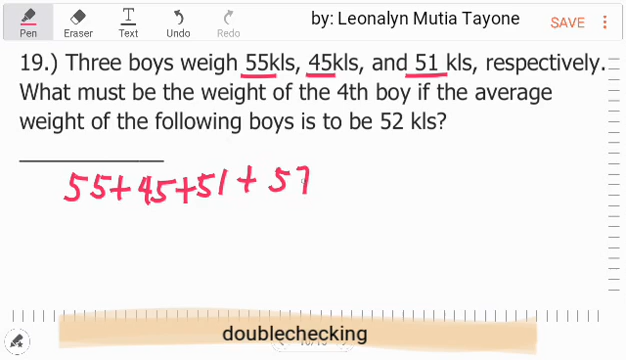 by: Leonalyn Mutia Tayone
Pen Eraser Text Undo Redo SAVE
19.) Three boys weigh 55kls, 45kls, and 51 kls, respectively.
What must be the weight of the 4th boy if the average
weight of the following boys is to be 52 kls?
55+45+51+57
doublechecking